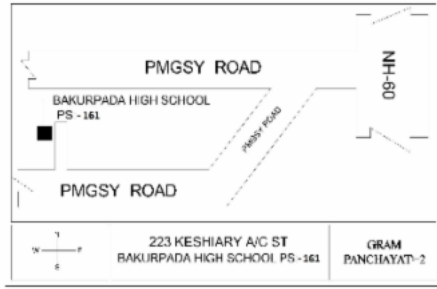 PMGSY ROAD
NH-60
BAKURPADA HIGH SCHOOL
PS - 161
PMGSY ROAD
PMGSY ROAD
W
S
223 KESHIARY A/C ST
BAKURPADA HIGH SCHOOL PS -161
GRAM
PANCHAYAT-2